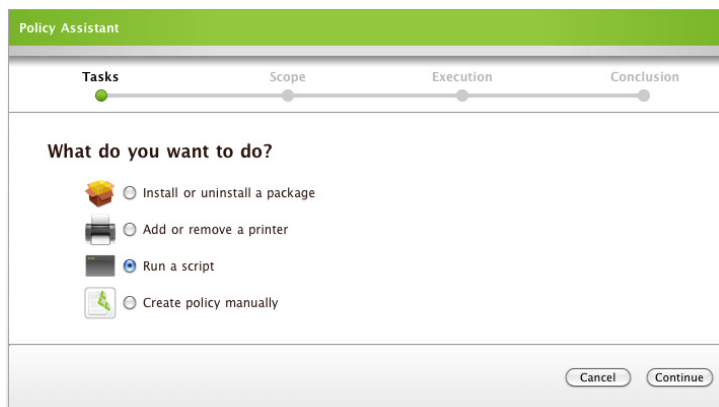 Policy Assistant
Tasks Scope Execution Conclusion
What do you want to do?
Install or uninstall a package
Add or remove a printer
Run a script
Create policy manually
Cancel Continue